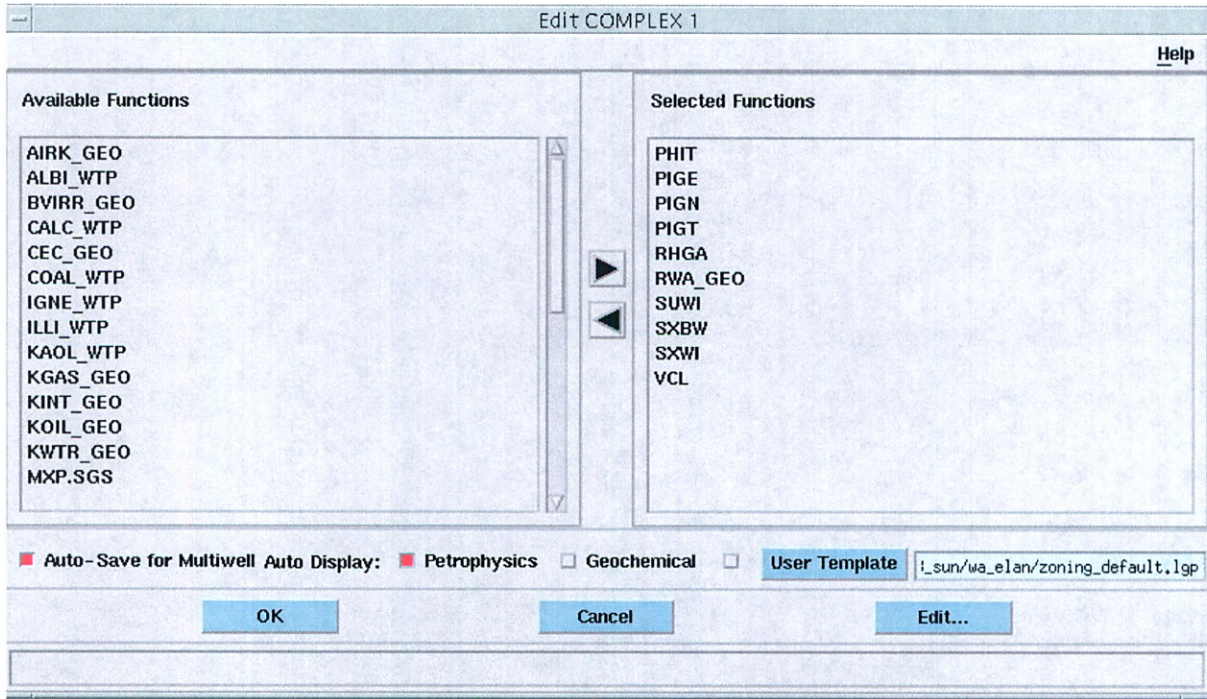 Edit COMPLEX 1
Help
Available Functions
AIRK_GEO
ALBI_WTP
BVIRR_GEO
CALC_WTP
CEC_GEO
COAL_WTP
IGNE_WTP
ILLI_WTP
KAOL_WTP
KGAS_GEO
KINT_GEO
KOIL_GEO
KWTR_GEO
MXP.SGS
Selected Functions
PHIT
PIGE
PIGN
PIGT
RHGA
RWA_GEO
SUWI
SXBW
SXWI
VCL
Auto-Save for Multiwell Auto Display: Petrophysics Geochemical User Template _sun/wa_elan/zoning_default.lgp
OK Cancel Edit...